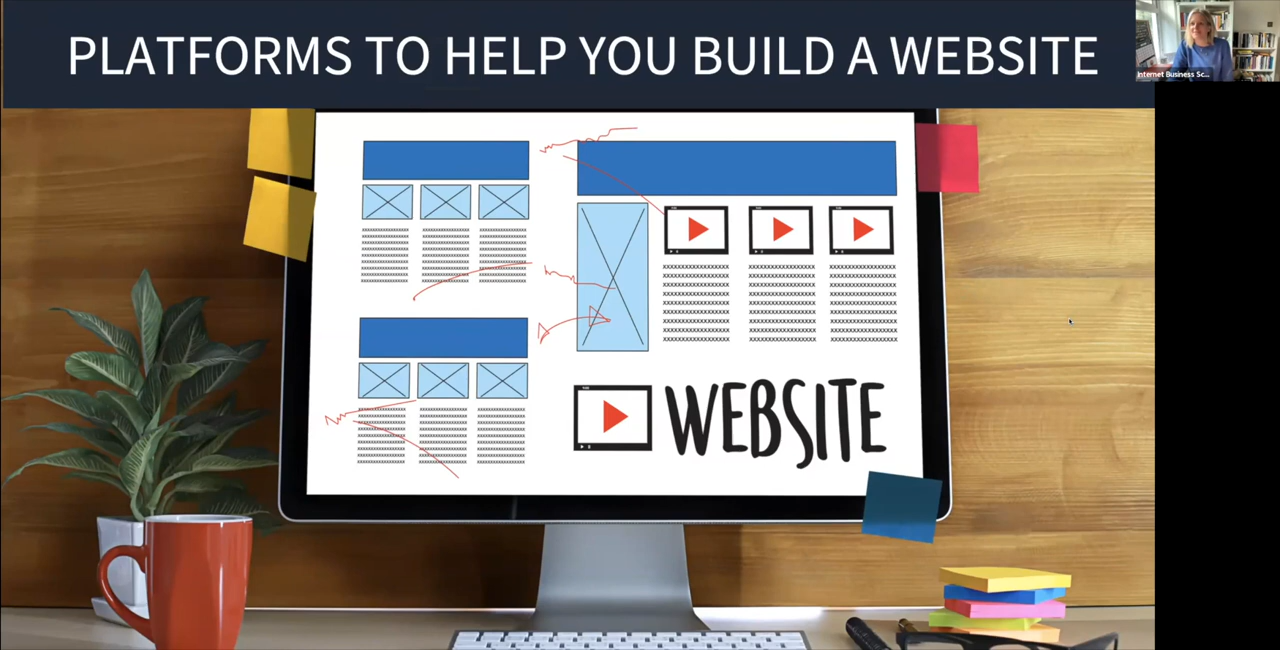 PLATFORMS TO HELP YOU BUILD A WEBSITE
Internet Business Sc...
WEBSITE